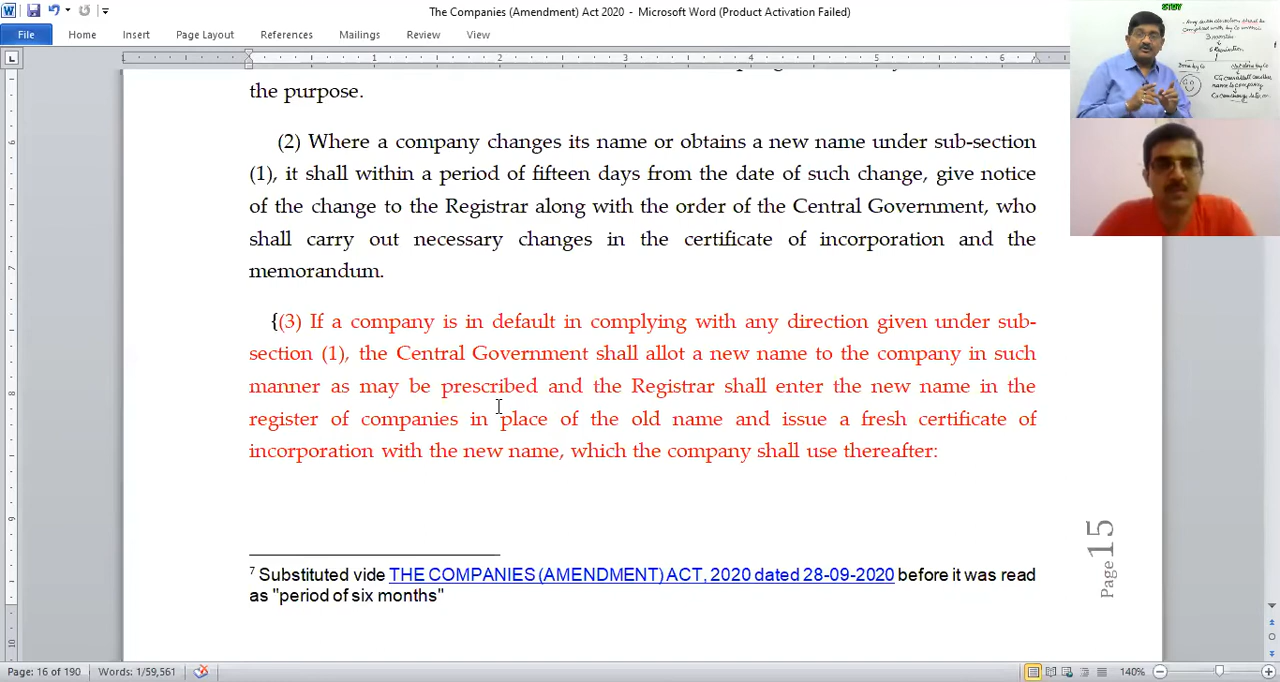 The Companies (Amendment) Act 2020 - Microsoft Word (Product Activation Failed)
File Home Insert Page Layout References Mailings Review View
the purpose.
(2) Where a company changes its name or obtains a new name under sub-section
(1), it shall within a period of fifteen days from the date of such change, give notice
of the change to the Registrar along with the order of the Central Government, who
shall carry out necessary changes in the certificate of incorporation and the
memorandum.
{(3) If a company is in default in complying with any direction given under sub-
section (1), the Central Government shall allot a new name to the company in such
manner as may be prescribed and the Registrar shall enter the new name in the
register of companies in place of the old name and issue a fresh certificate of
incorporation with the new name, which the company shall use thereafter:
Page 15
7 Substituted vide THE COMPANIES (AMENDMENT) ACT, 2020 dated 28-09-2020 before it was read
as "period of six months"
Page: 16 of 190 Words: 1/59,561 140%